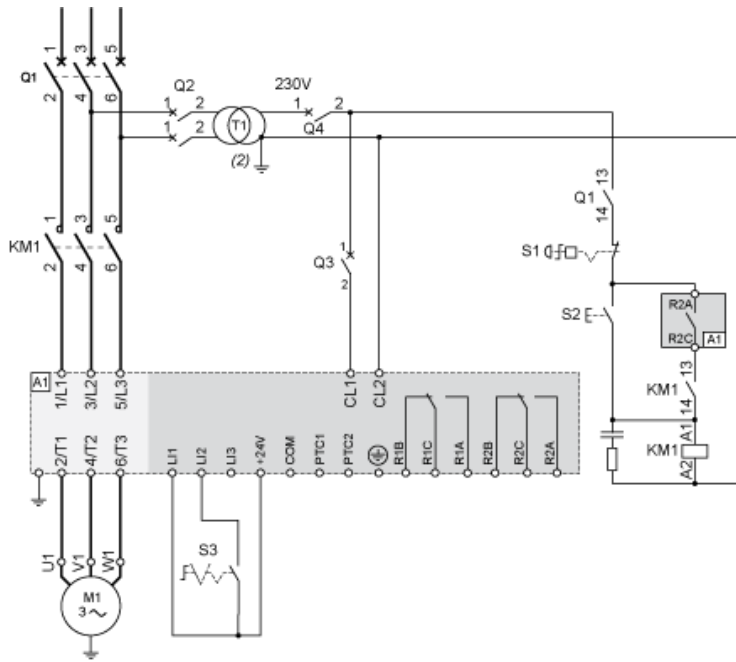 1 3 5
Q1
2 4 6
Q2
1 2
1 2
T1
(2)
230V
1 2
Q4
Q1 13
14
1
Q3
2
S1
S2
R2A
R2C A1
KM1 13
14
KM1 A1
A2
1 3 5
KM1
2 4 6
A1
1/L1 3/L2 5/L3 CL1 CL2
2/T1 4/T2 6/T3 LI1 LI2 LI3 +24V COM PTC1 PTC2 R1B R1C R1A R2B R2C R2A
S3
U1 V1 W1
M1
3